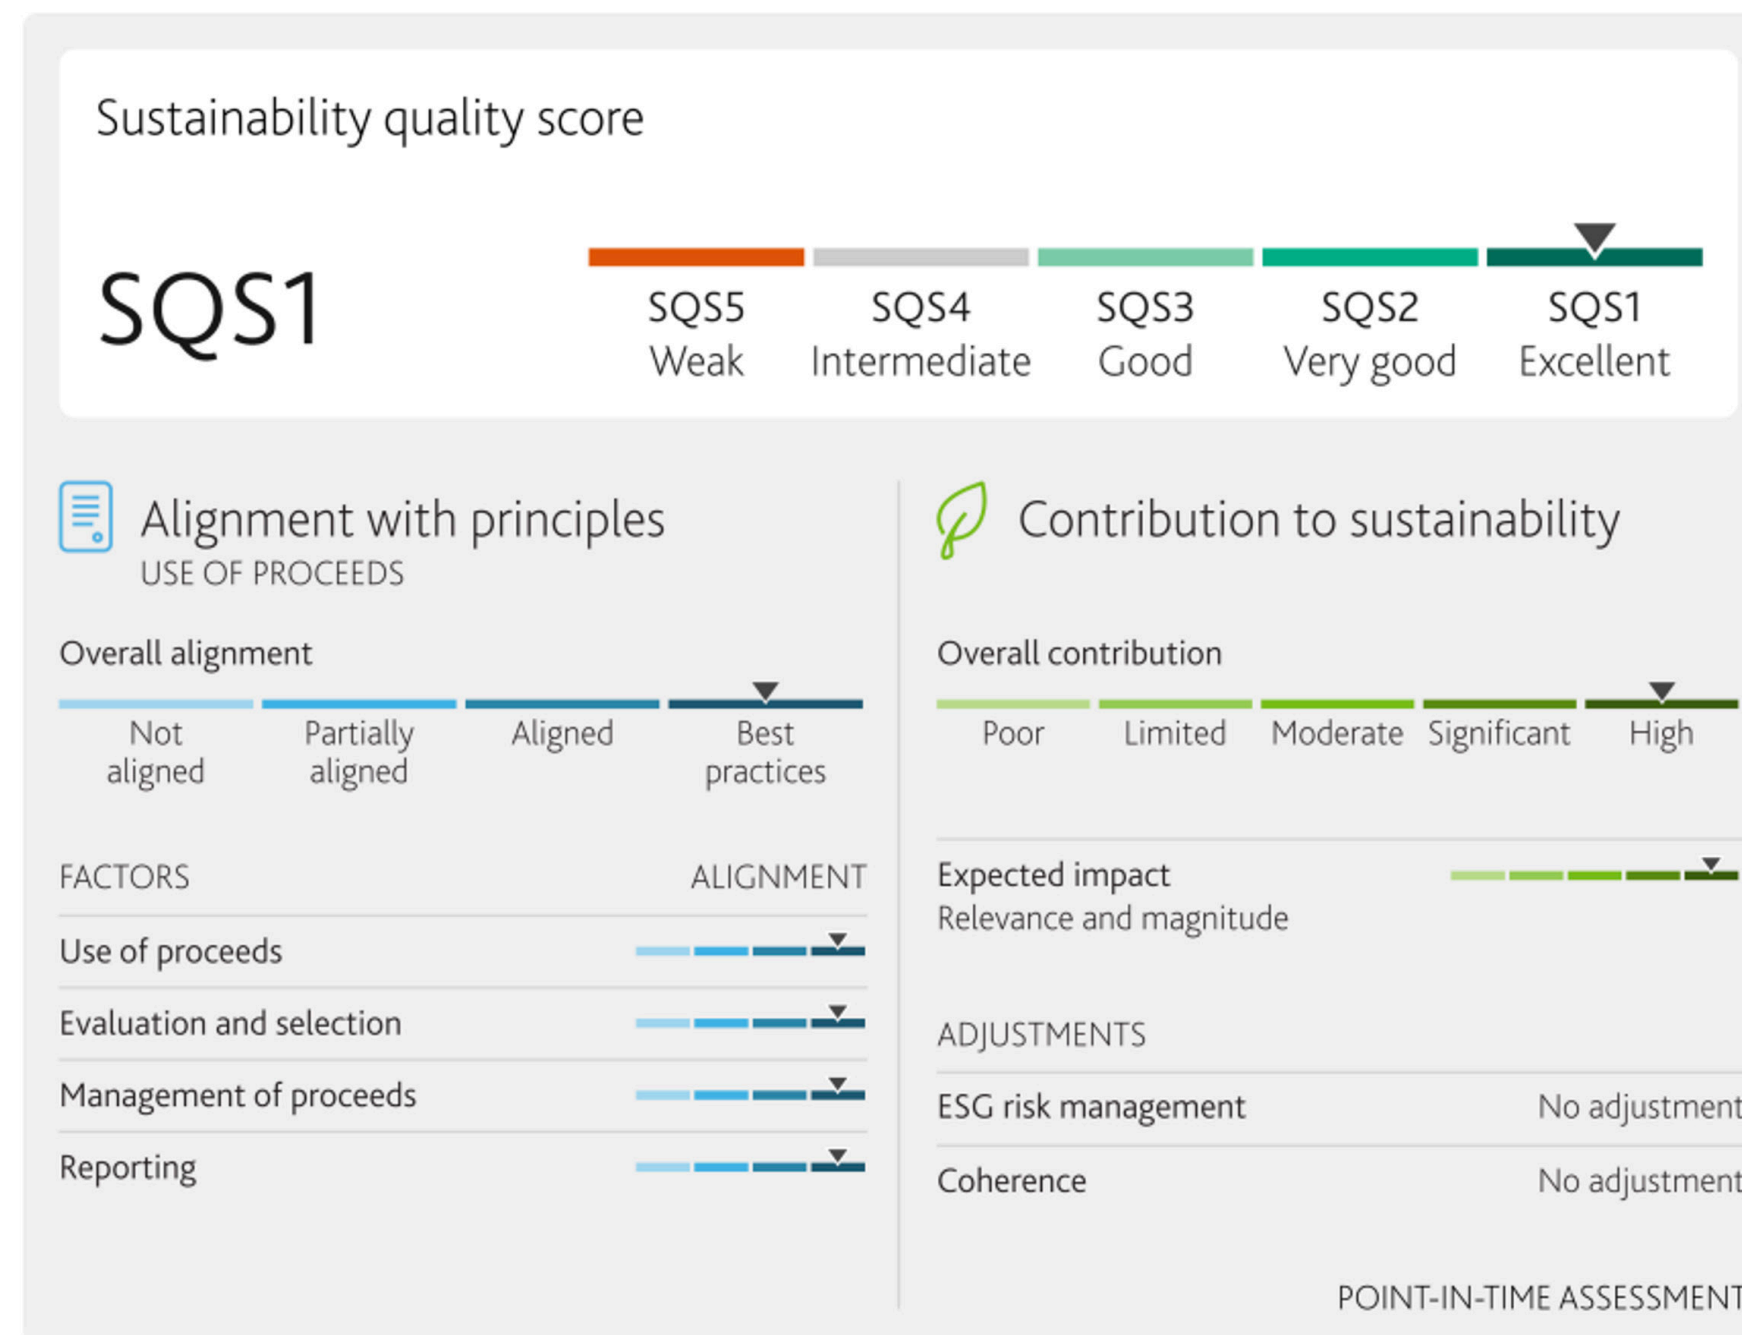 Sustainability quality score
SQS1
SQS5 SQS4 SQS3 SQS2 SQS1
Weak Intermediate Good Very good Excellent
Alignment with principles
USE OF PROCEEDS
Overall alignment
Not aligned
Partially aligned
Aligned
Best practices
FACTORS ALIGNMENT
Use of proceeds
Evaluation and selection
Management of proceeds
Reporting
Contribution to sustainability
Overall contribution
Poor Limited Moderate Significant High
Expected impact
Relevance and magnitude
ADJUSTMENTS
ESG risk management No adjustment
Coherence No adjustment
POINT-IN-TIME ASSESSMENT